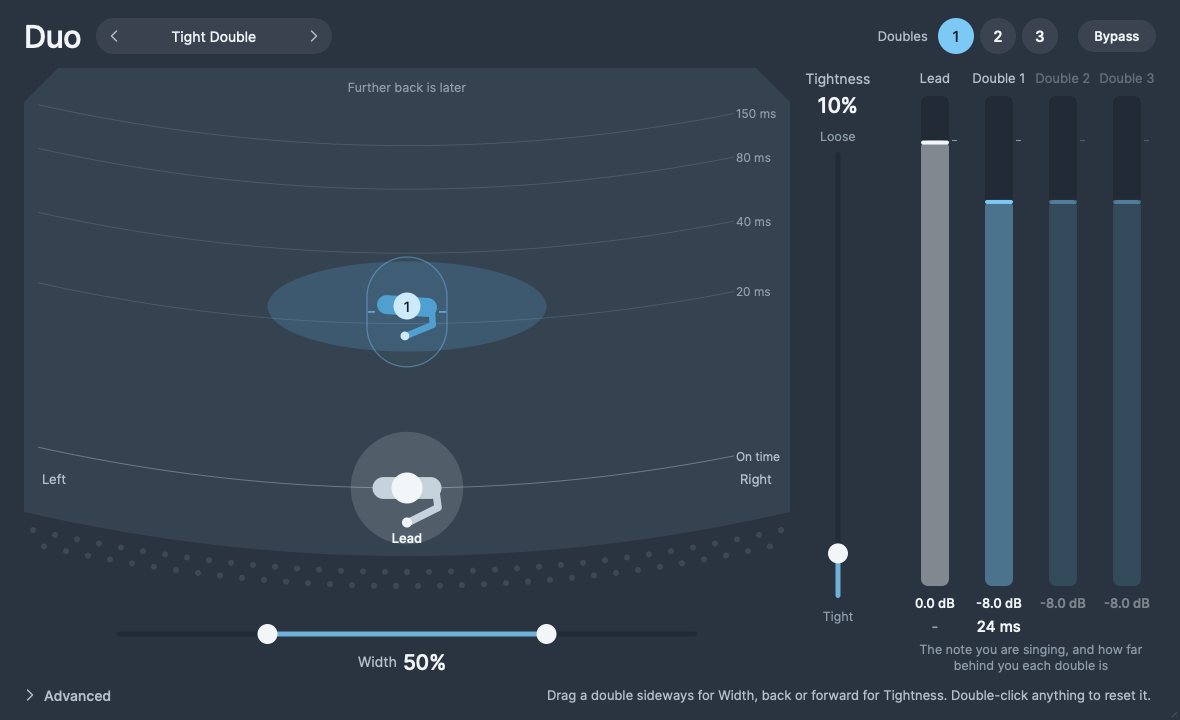 Duo
Tight Double
Doubles 1 2 3 Bypass
Further back is later
150 ms
80 ms
40 ms
20 ms
1
On time
Left
Right
Lead
Width 50%
Tightness
10%
Loose
Tight
Lead Double 1 Double 2 Double 3
0.0 dB -8.0 dB -8.0 dB -8.0 dB
- 24 ms
The note you are singing, and how far
behind you each double is
Advanced
Drag a double sideways for Width, back or forward for Tightness. Double-click anything to reset it.